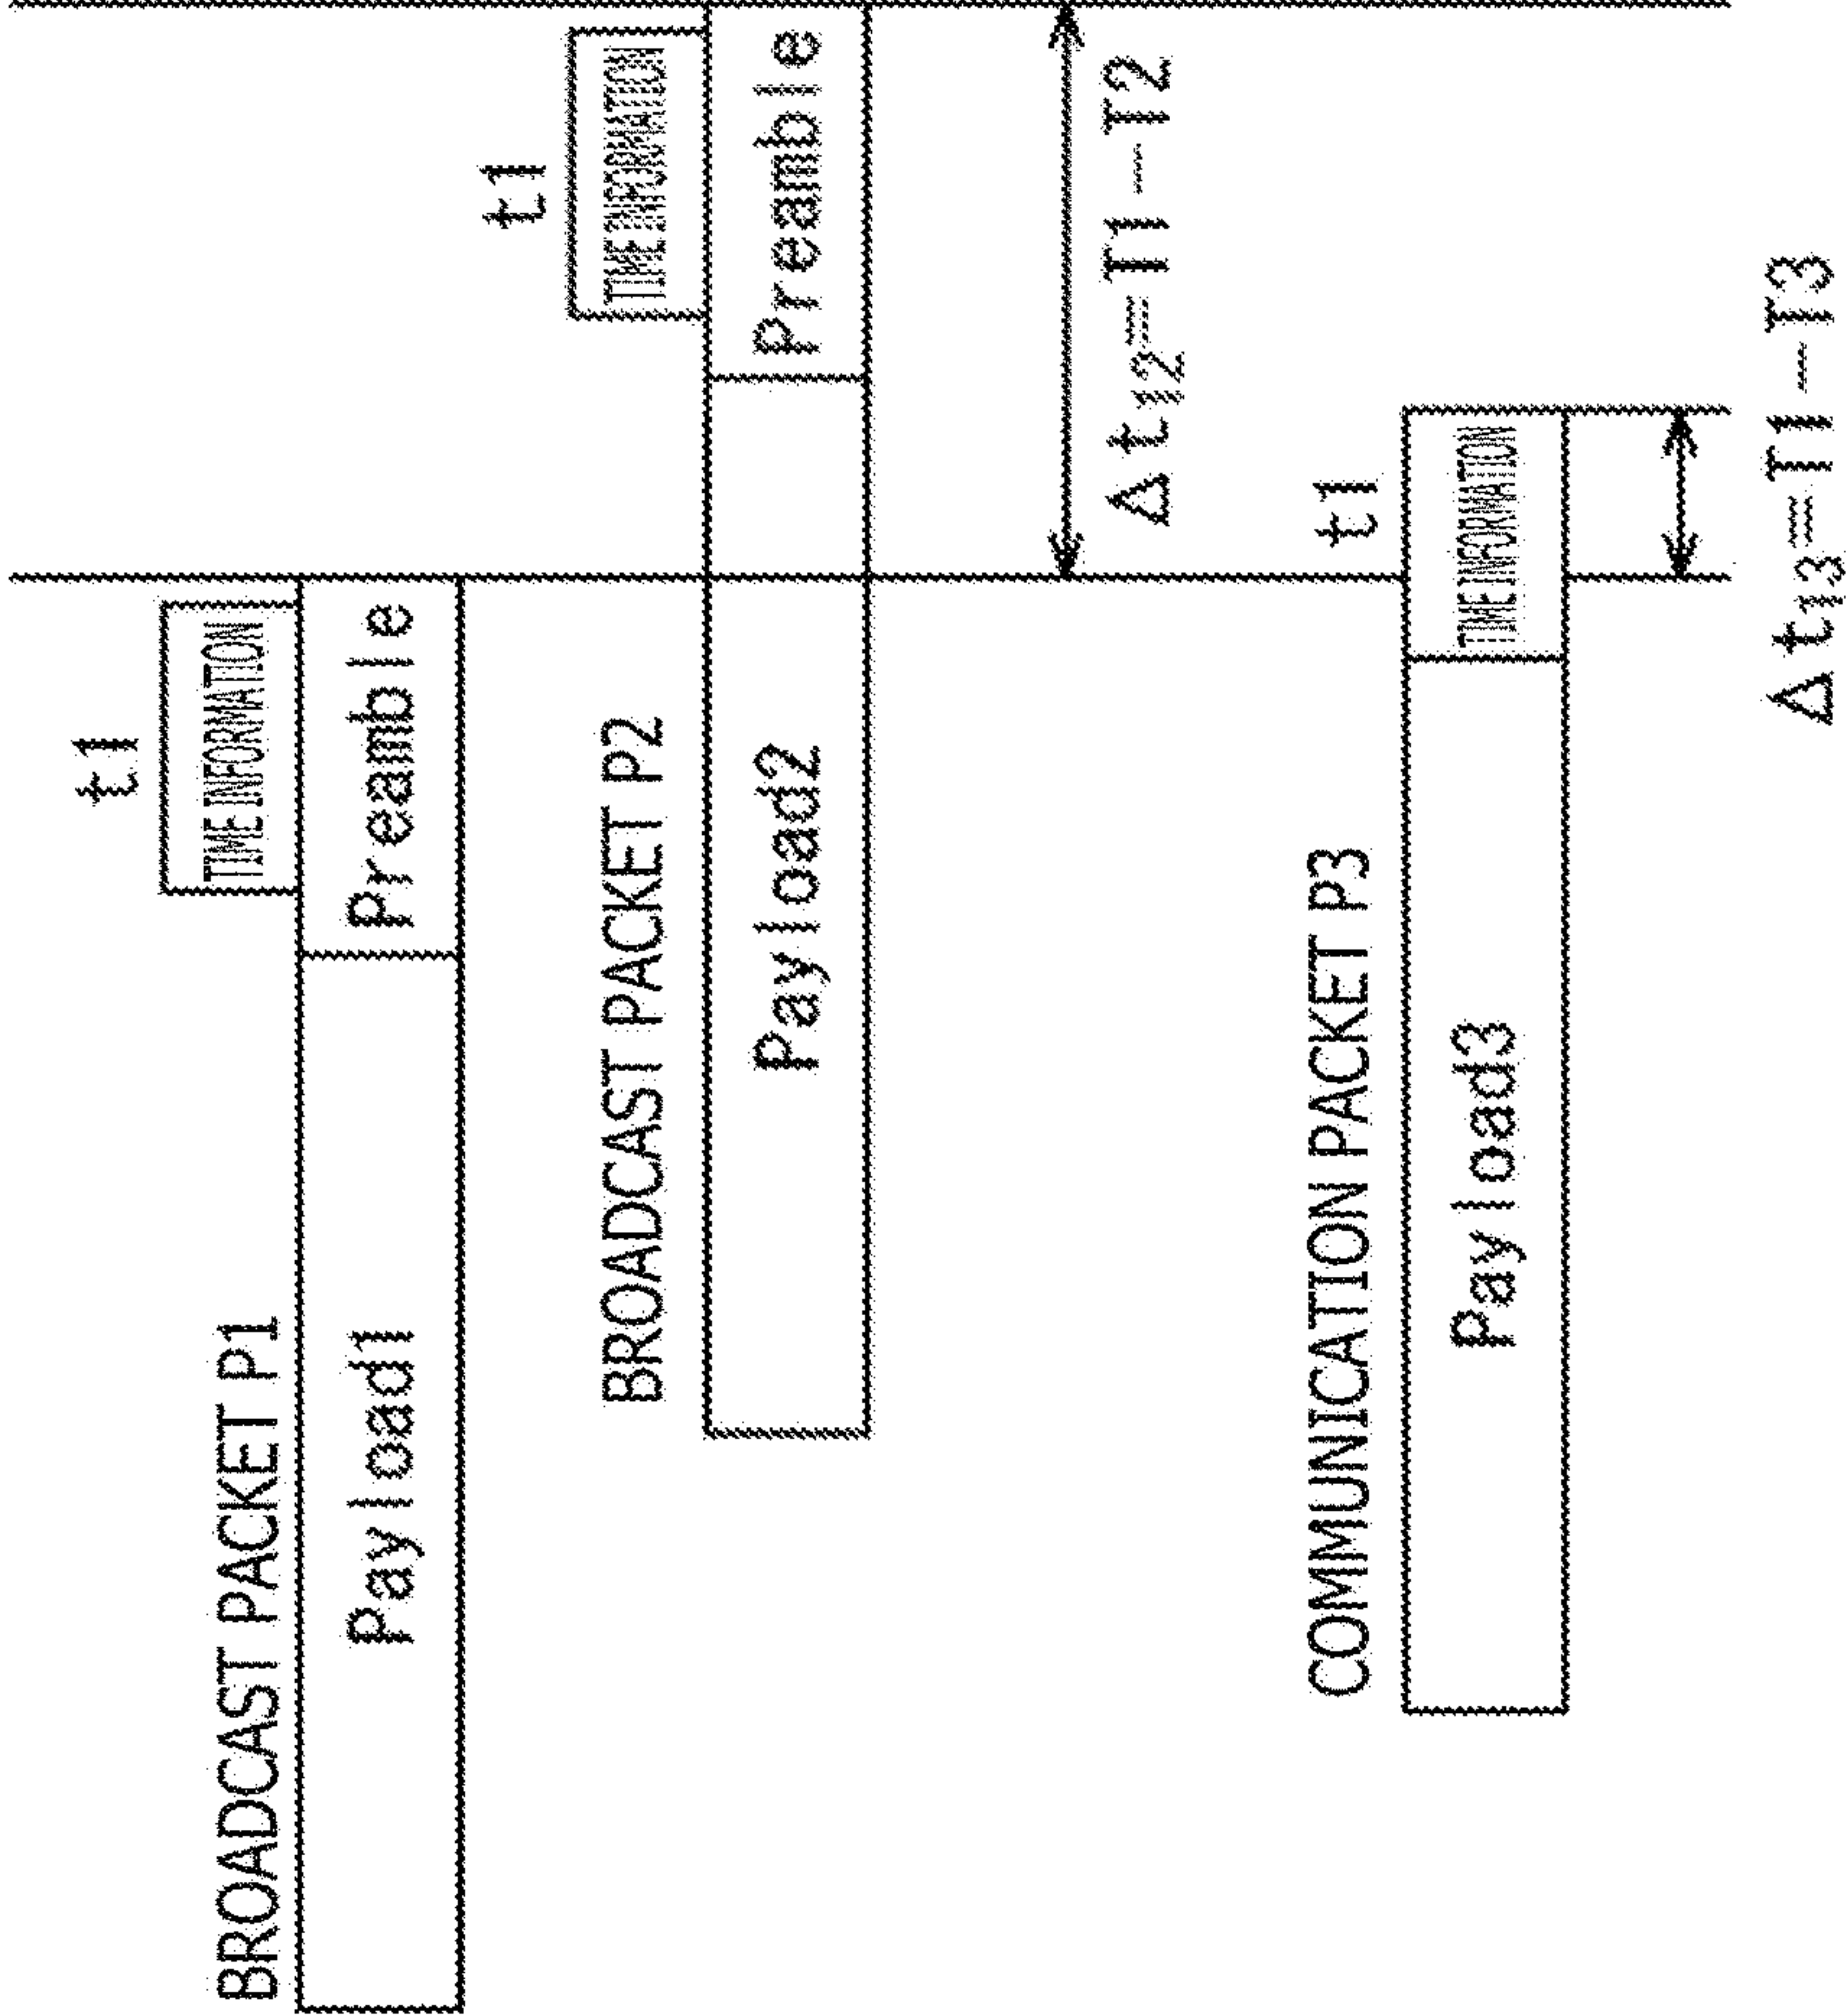 BROADCAST PACKET P1
t1
TIME INFORMATION
Payload1
Preamble
BROADCAST PACKET P2
t1
TIME INFORMATION
Payload2
Preamble
Δt12=T1-T2
COMMUNICATION PACKET P3
t1
Payload3
TIME INFORMATION
Δt13=T1-T3